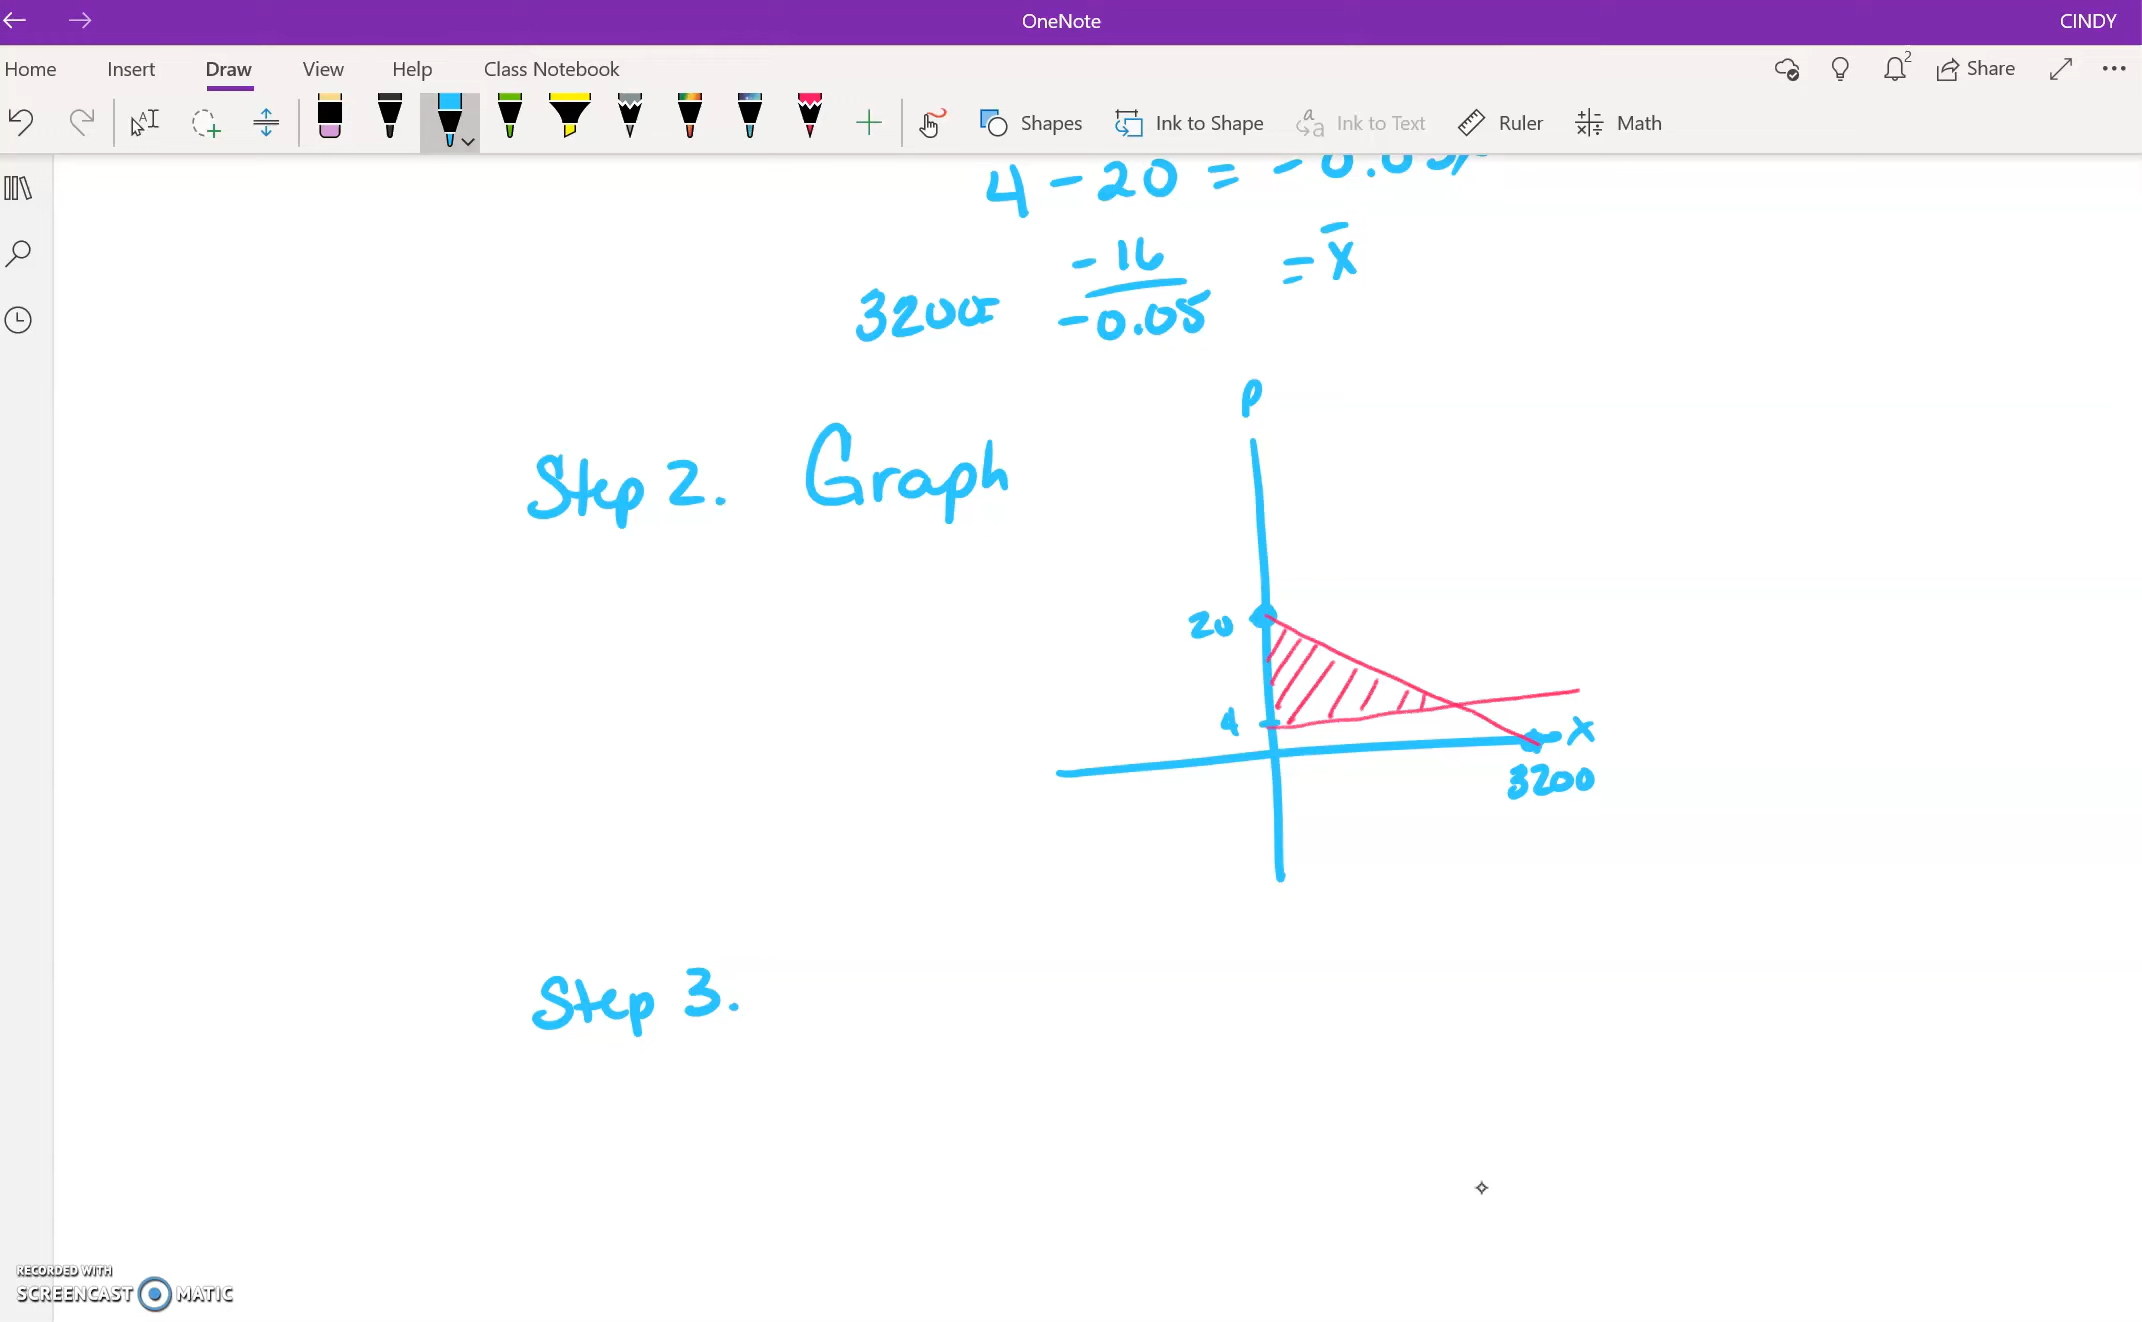 OneNote
CINDY
Home Insert Draw View Help Class Notebook
2 Share
Shapes Ink to Shape Ink to Text Ruler Math
4 - 20 =
-16
3200= -0.05 = x̄
P
Step 2. Graph
20
4
x
3200
Step 3.
RECORDED WITH
SCREENCAST MATIC